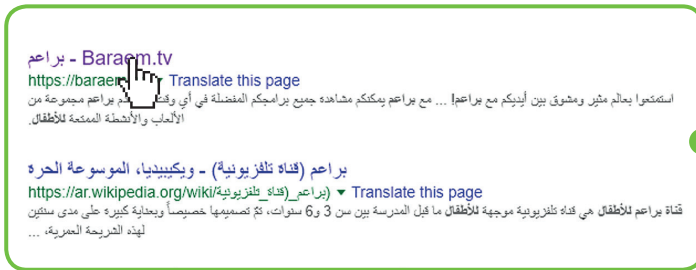 Baraem.tv - براعم
https://baraem Translate this page
استمتعوا بعالم مثير ومشوق بين أيديكم مع براعم! ... مع براعم يمكنكم مشاهدة جميع برامجكم المفضلة في أي وقت براعم مجموعة من
الألعاب والأنشطة الممتعة للأطفال.
براعم (قناة تلفزيونية) - ويكيبيديا، الموسوعة الحرة
https://ar.wikipedia.org/wiki/براعم_(قناة_تلفزيونية) Translate this page
قناة براعم للأطفال هي قناة تلفزيونية موجهة للأطفال ما قبل المدرسة بين سن 3 و6 سنوات، تمّ تصميمها خصيصاً وبعناية كبيرة على مدى سنتين
لهذه الشريحة العمرية، ...